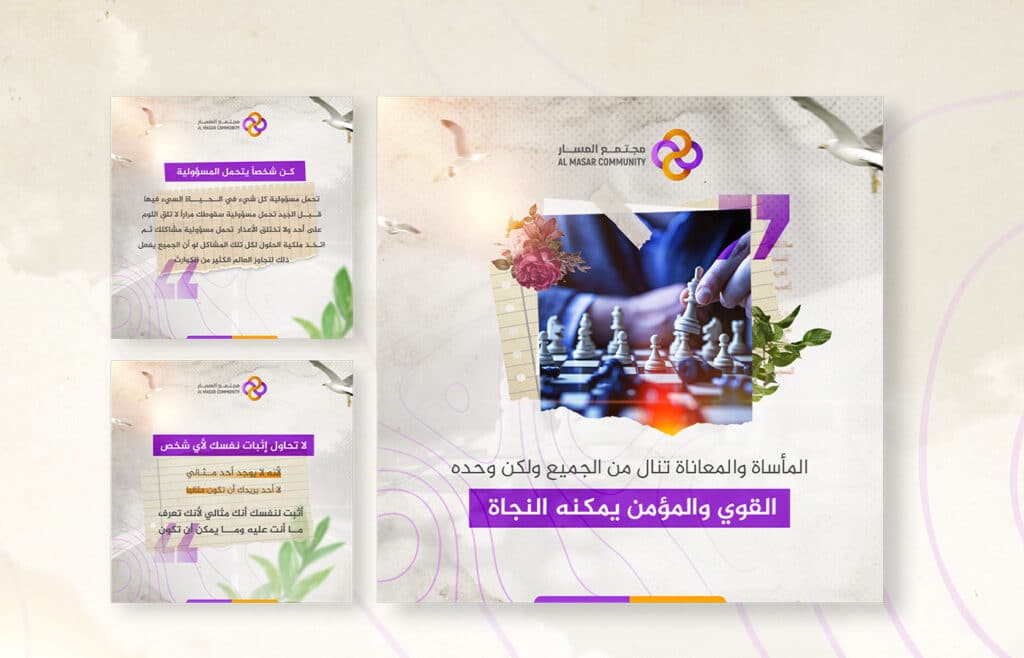 مجتمع المسار
AL MASAR COMMUNITY
كن شخصاً يتحمل المسؤولية
تحمل مسؤولية كل شيء في الحياة السيء فيها
قبل الجيد تحمل مسؤولية سقوطك مراراً لا تلق اللوم
على أحد ولا تختلق الأعذار تحمل مسؤولية مشاكلك ثم
اتخذ ملكية الحلول لكل تلك المشاكل لو أن الجميع يفعل
ذلك لتجاوز العالم الكثير من الكوارث
مجتمع المسار
AL MASAR COMMUNITY
لا تحاول إثبات نفسك لأي شخص
لأنه لا يوجد أحد مثالي
لا أحد يريدك أن تكون مثاليا
أثبت لنفسك أنك مثالي لأنك تعرف
ما أنت عليه وما يمكن أن تكون
مجتمع المسار
AL MASAR COMMUNITY
المأساة والمعاناة تنال من الجميع ولكن وحده
القوي والمؤمن يمكنه النجاة